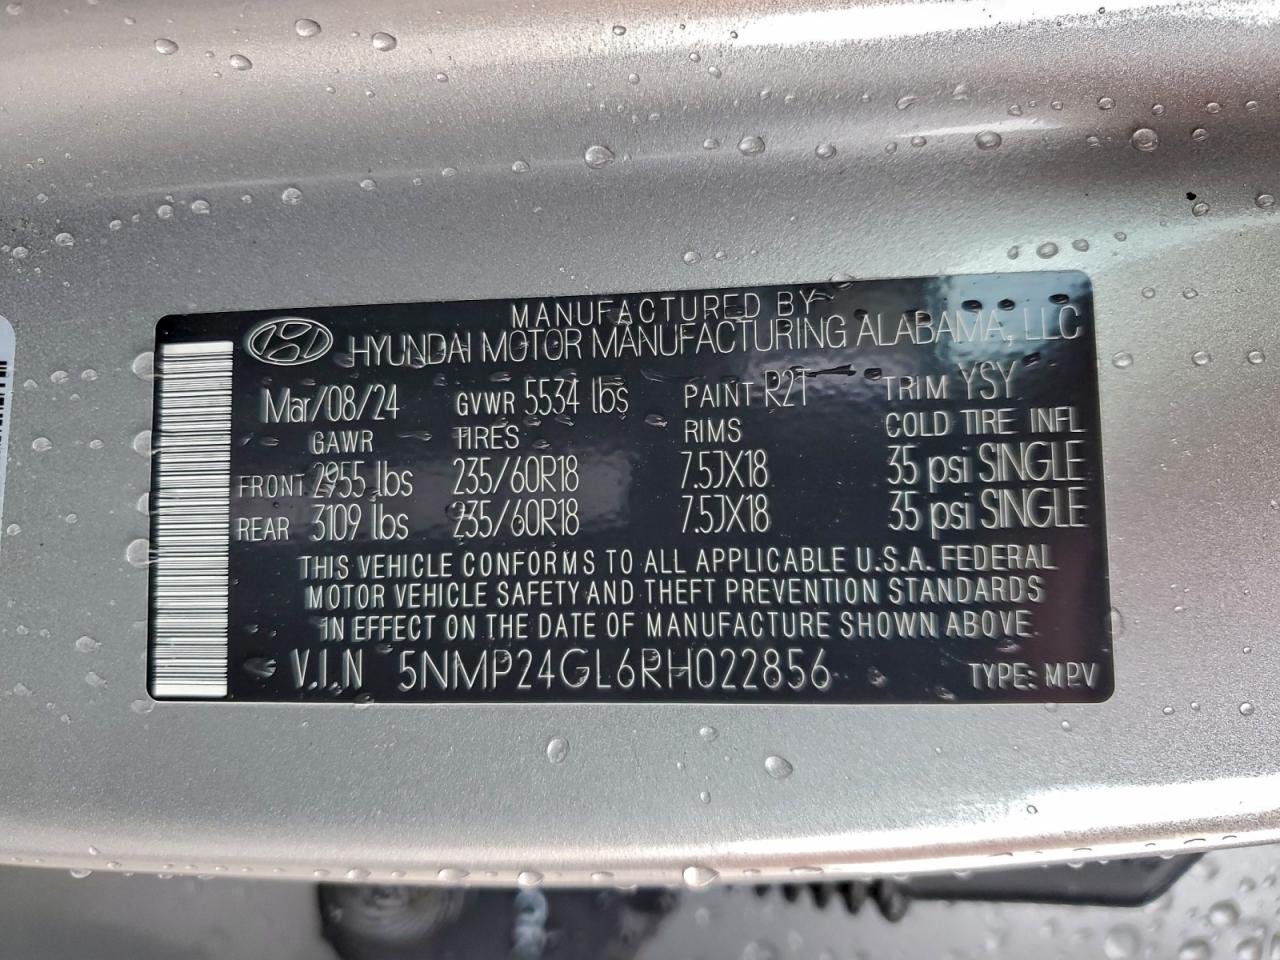 MANUFACTURED BY
HYUNDAI MOTOR MANUFACTURING ALABAMA, LLC
Mar/08/24 GVWR 5534 lbs PAINT R2T TRIM YSY
GAWR TIRES RIMS COLD TIRE INFL
FRONT 2955 lbs 235/60R18 7.5JX18 35 psi SINGLE
REAR 3109 lbs 235/60R18 7.5JX18 35 psi SINGLE
THIS VEHICLE CONFORMS TO ALL APPLICABLE U.S.A. FEDERAL
MOTOR VEHICLE SAFETY AND THEFT PREVENTION STANDARDS
IN EFFECT ON THE DATE OF MANUFACTURE SHOWN ABOVE
V.I.N 5NMP24GL6RH022856 TYPE: MPV